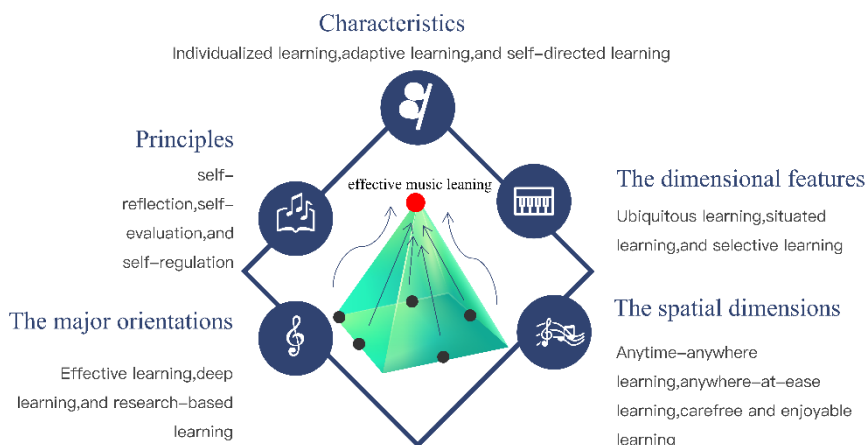 Characteristics
Individualized learning,adaptive learning,and self-directed learning
Principles
self-
reflection,self-
evaluation,and
self-regulation
effective music leaning
The dimensional features
Ubiquitous learning,situated
learning,and selective learning
The major orientations
Effective learning,deep
learning,and research-based
learning
The spatial dimensions
Anytime-anywhere
learning,anywhere-at-ease
learning,carefree and enjoyable
learning